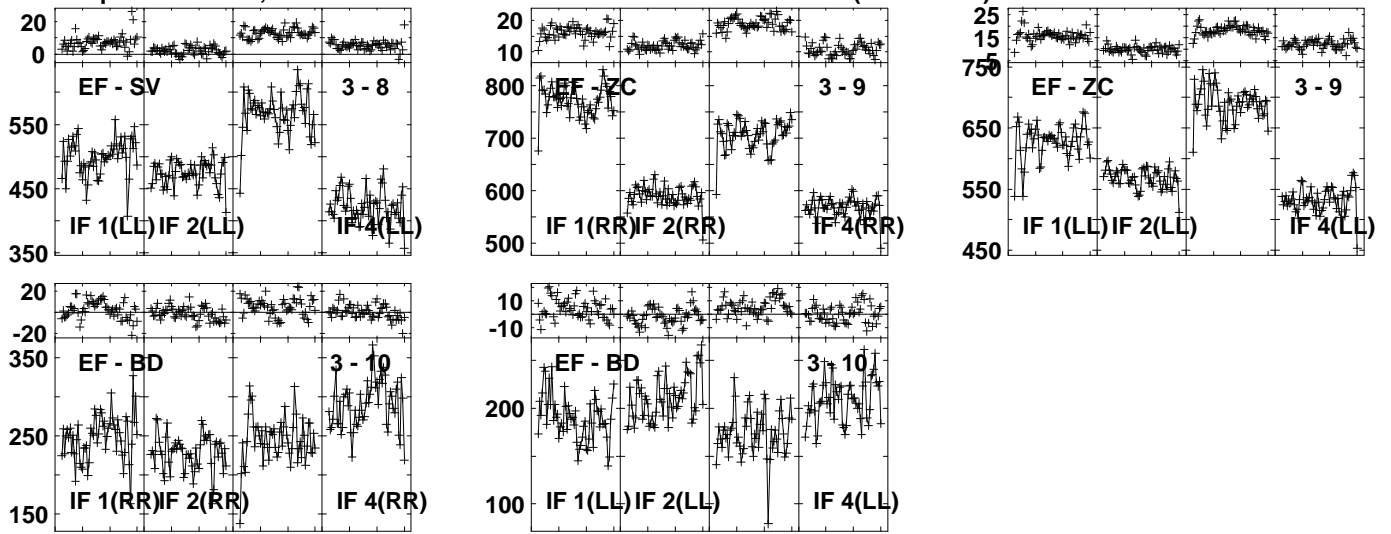 20 10 0
EF - SV 3 - 8
550
450
350
IF 1(LL) IF 2(LL) IF 4(LL)
20 10
EF - ZC 3 - 9
800
700
600
500
IF 1(RR) IF 2(RR) IF 4(RR)
25 15 5
EF - ZC 3 - 9
750
650
550
450
IF 1(LL) IF 2(LL) IF 4(LL)
20 0 -20
EF - BD 3 - 10
350
250
150
IF 1(RR) IF 2(RR) IF 4(RR)
10 -10
EF - BD 3 - 10
200
100
IF 1(LL) IF 2(LL) IF 4(LL)